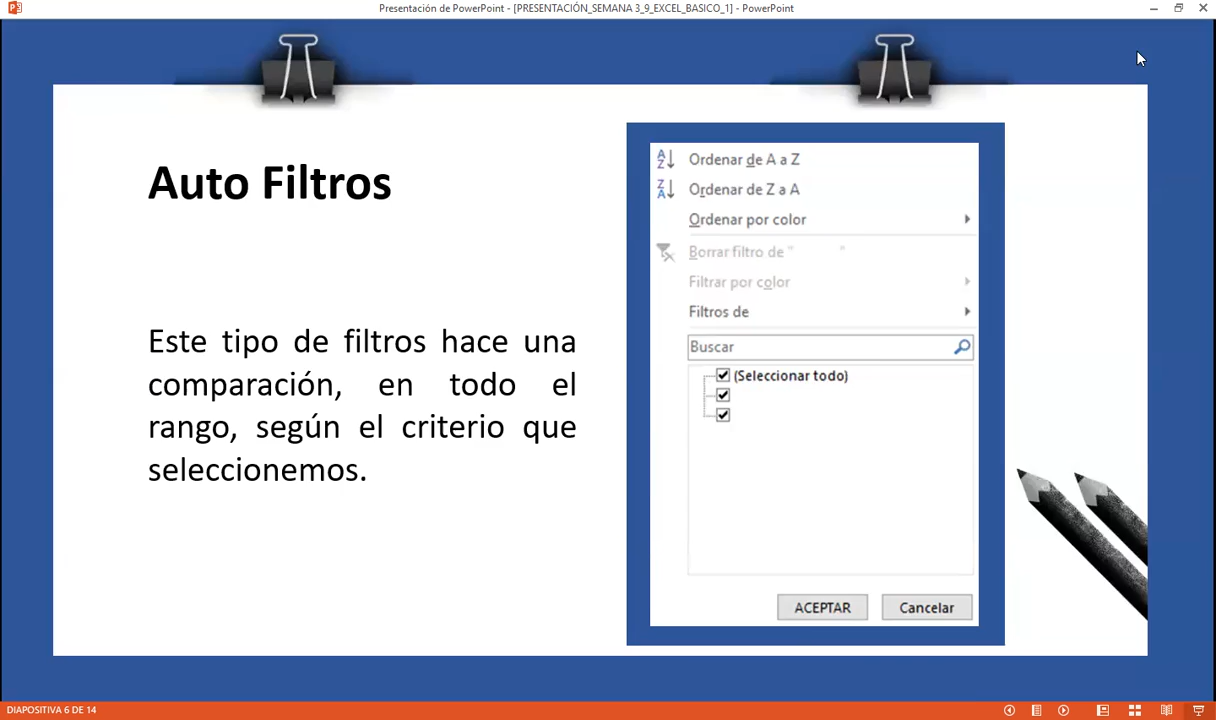 Presentación de PowerPoint - [PRESENTACIÓN_SEMANA 3_9_EXCEL_BASICO_1] - PowerPoint
Auto Filtros
Este tipo de filtros hace una
comparación, en todo el
rango, según el criterio que
seleccionemos.
Ordenar de A a Z
Ordenar de Z a A
Ordenar por color
Borrar filtro de " "
Filtrar por color
Filtros de
Buscar
(Seleccionar todo)
ACEPTAR
Cancelar
DIAPOSITIVA 6 DE 14